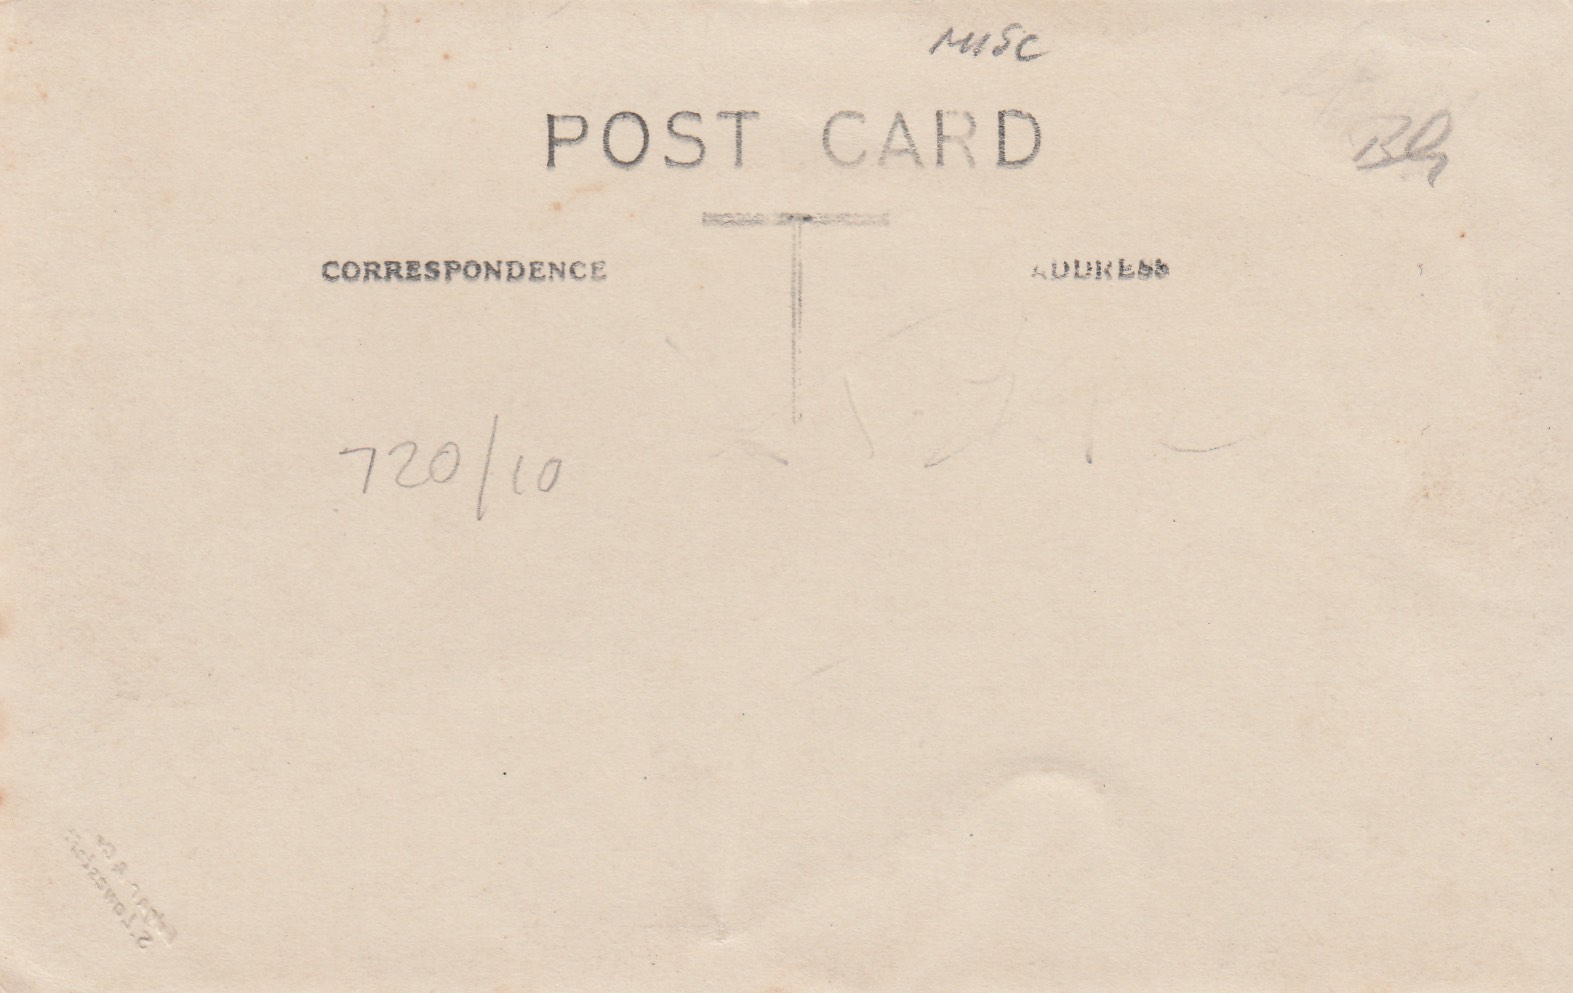 MISC
POST CARD
CORRESPONDENCE
ADDRESS
720/10